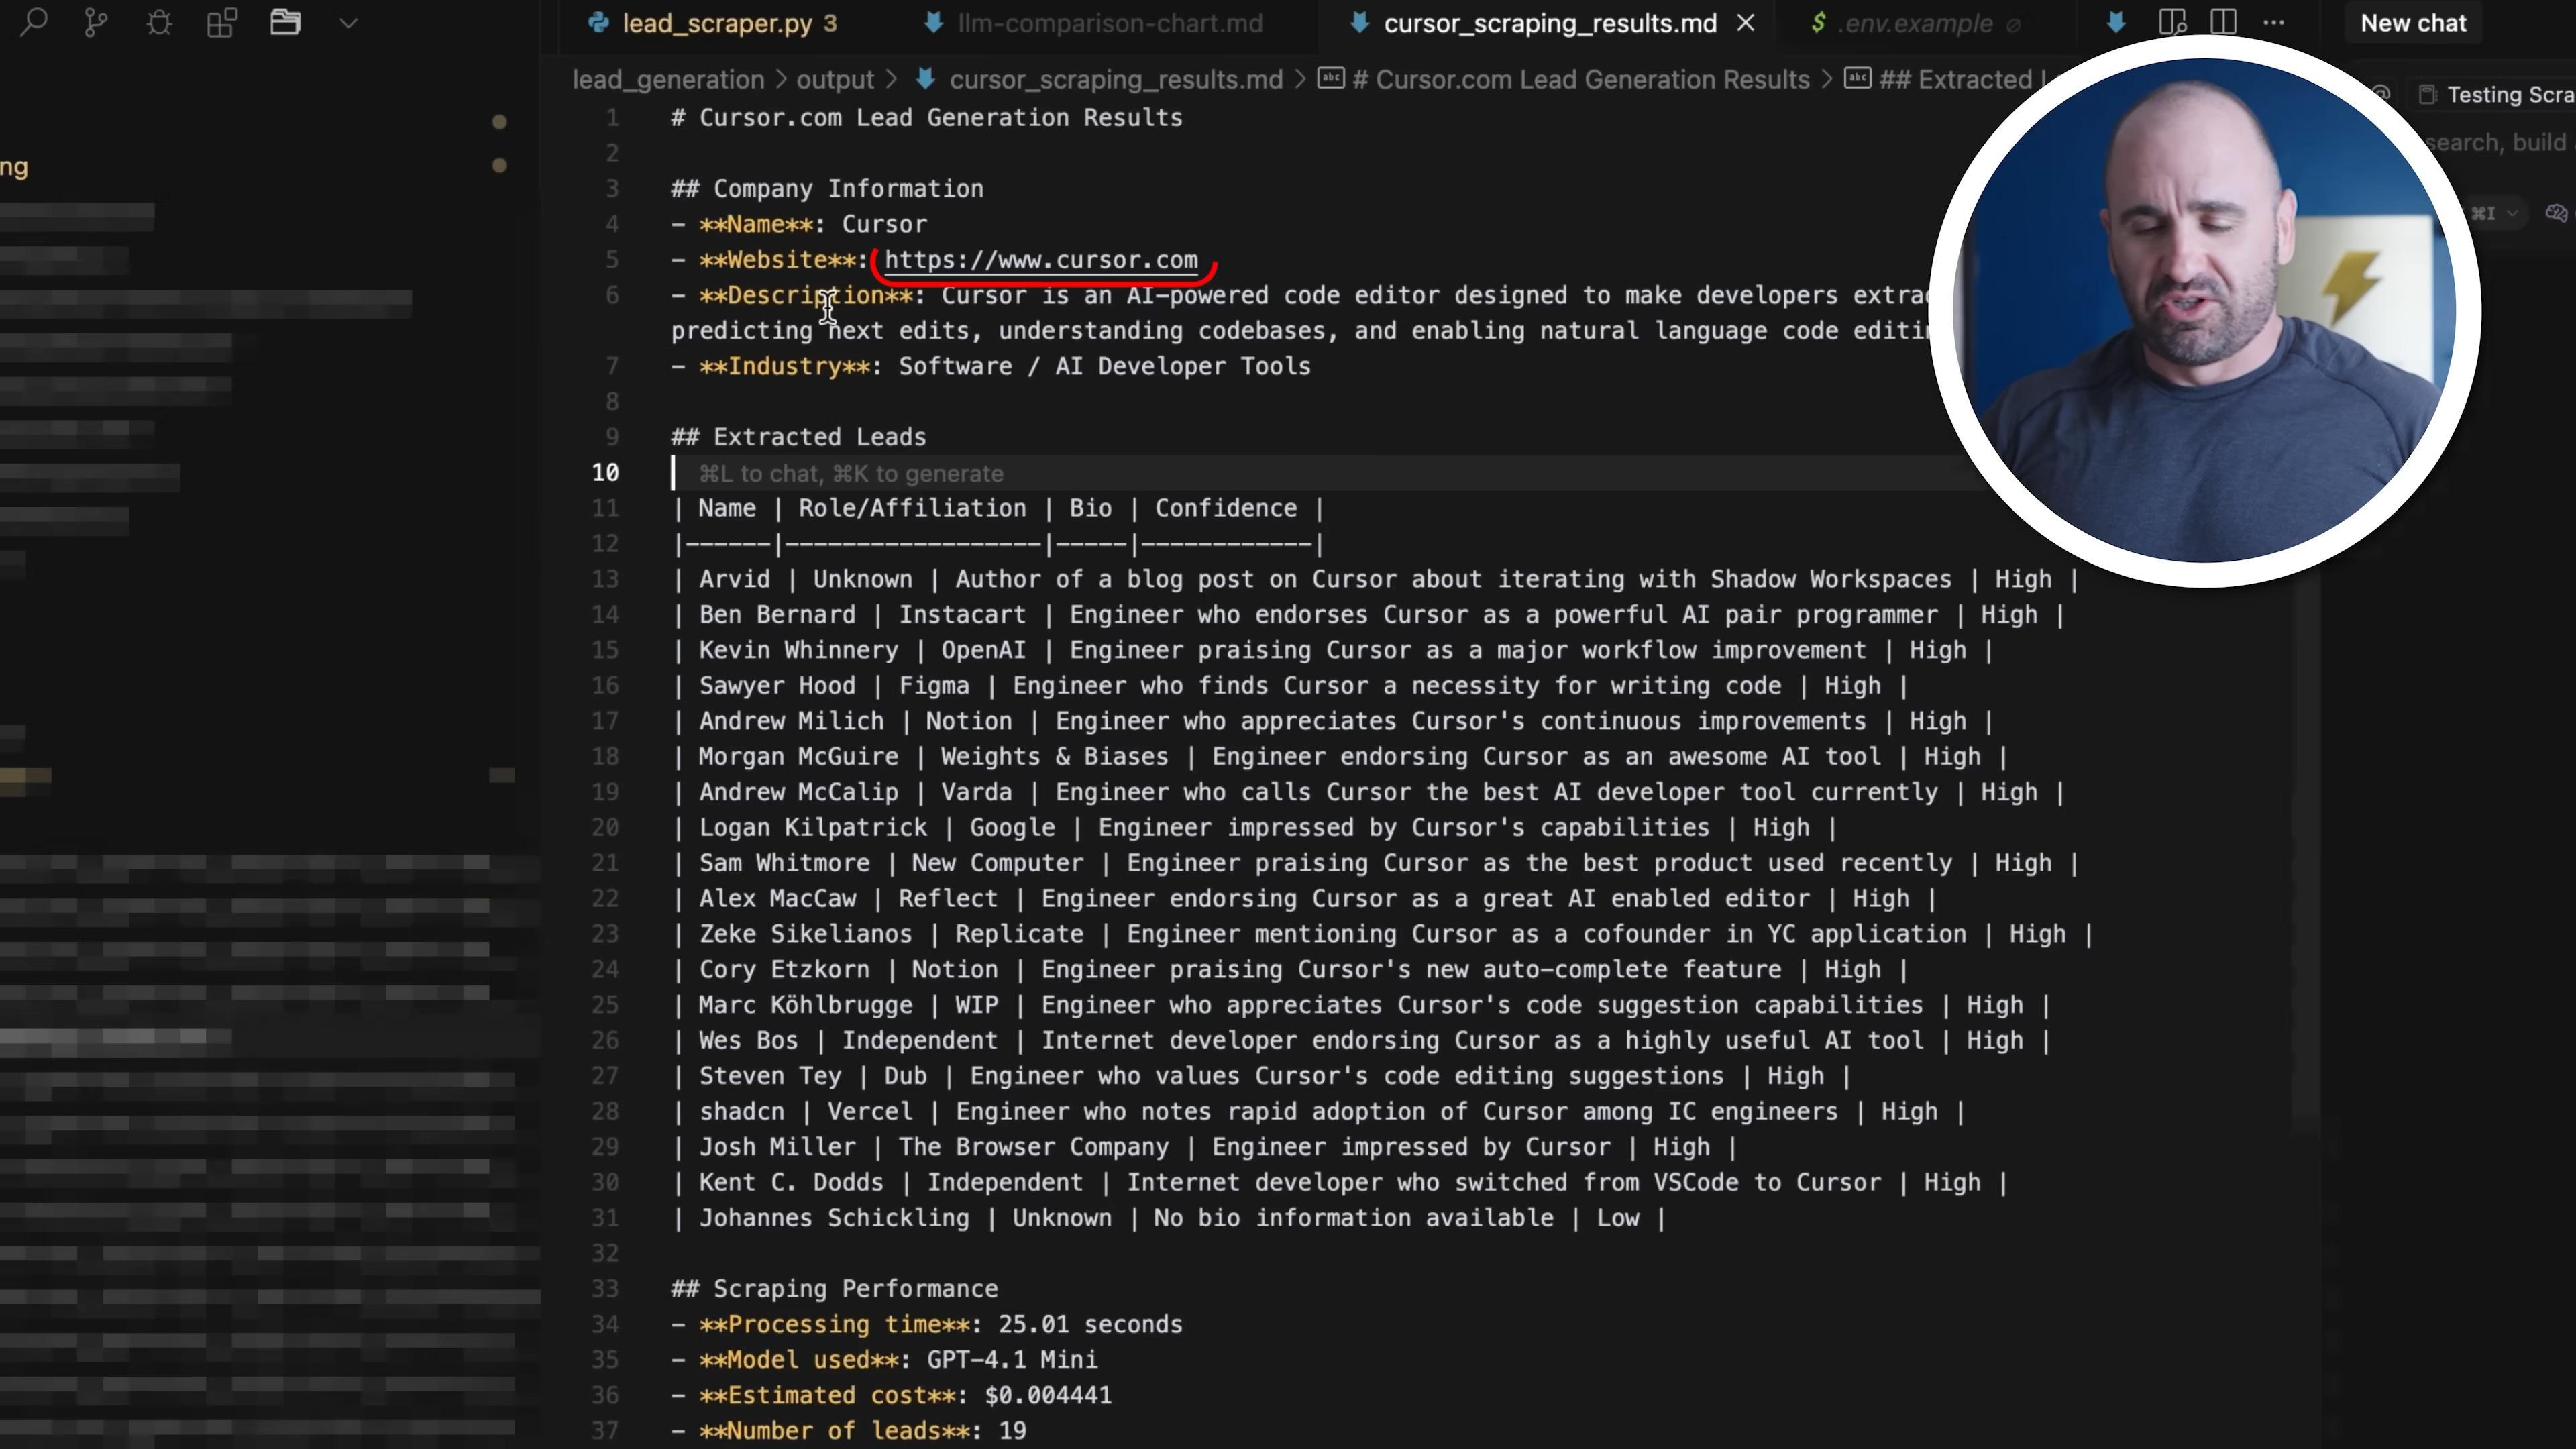 lead_scraper.py 3
llm-comparison-chart.md
cursor_scraping_results.md
.env.example
New chat
lead_generation > output > cursor_scraping_results.md > # Cursor.com Lead Generation Results > ## Extracted L
@ Testing Scra
search, build
⌘I
ng
1 # Cursor.com Lead Generation Results
2
3 ## Company Information
4 - **Name**: Cursor
5 - **Website**: https://www.cursor.com
6 - **Description**: Cursor is an AI-powered code editor designed to make developers extra
predicting next edits, understanding codebases, and enabling natural language code editin
7 - **Industry**: Software / AI Developer Tools
8
9 ## Extracted Leads
10 ⌘L to chat, ⌘K to generate
11 | Name | Role/Affiliation | Bio | Confidence |
12 |------|------------------|-----|------------|
13 | Arvid | Unknown | Author of a blog post on Cursor about iterating with Shadow Workspaces | High |
14 | Ben Bernard | Instacart | Engineer who endorses Cursor as a powerful AI pair programmer | High |
15 | Kevin Whinnery | OpenAI | Engineer praising Cursor as a major workflow improvement | High |
16 | Sawyer Hood | Figma | Engineer who finds Cursor a necessity for writing code | High |
17 | Andrew Milich | Notion | Engineer who appreciates Cursor's continuous improvements | High |
18 | Morgan McGuire | Weights & Biases | Engineer endorsing Cursor as an awesome AI tool | High |
19 | Andrew McCalip | Varda | Engineer who calls Cursor the best AI developer tool currently | High |
20 | Logan Kilpatrick | Google | Engineer impressed by Cursor's capabilities | High |
21 | Sam Whitmore | New Computer | Engineer praising Cursor as the best product used recently | High |
22 | Alex MacCaw | Reflect | Engineer endorsing Cursor as a great AI enabled editor | High |
23 | Zeke Sikelianos | Replicate | Engineer mentioning Cursor as a cofounder in YC application | High |
24 | Cory Etzkorn | Notion | Engineer praising Cursor's new auto-complete feature | High |
25 | Marc Köhlbrugge | WIP | Engineer who appreciates Cursor's code suggestion capabilities | High |
26 | Wes Bos | Independent | Internet developer endorsing Cursor as a highly useful AI tool | High |
27 | Steven Tey | Dub | Engineer who values Cursor's code editing suggestions | High |
28 | shadcn | Vercel | Engineer who notes rapid adoption of Cursor among IC engineers | High |
29 | Josh Miller | The Browser Company | Engineer impressed by Cursor | High |
30 | Kent C. Dodds | Independent | Internet developer who switched from VSCode to Cursor | High |
31 | Johannes Schickling | Unknown | No bio information available | Low |
32
33 ## Scraping Performance
34 - **Processing time**: 25.01 seconds
35 - **Model used**: GPT-4.1 Mini
36 - **Estimated cost**: $0.004441
37 - **Number of leads**: 19